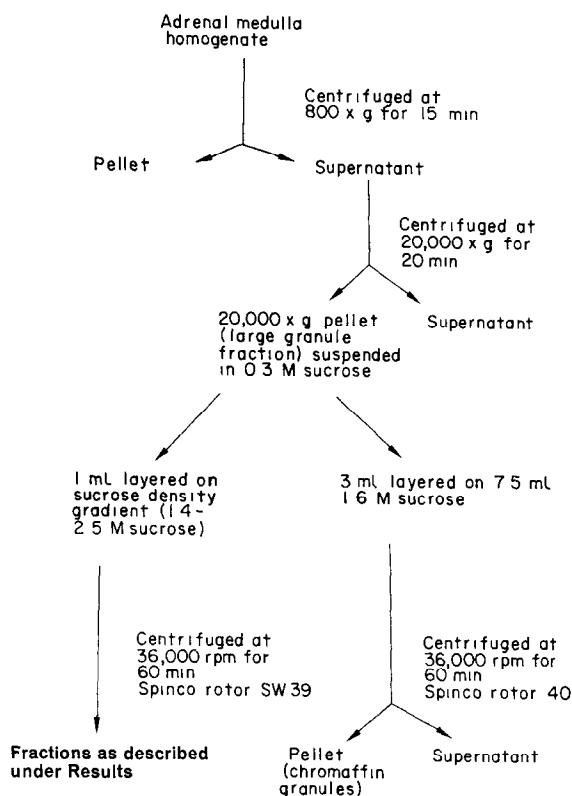 Adrenal medulla
homogenate
Centrifuged at
800 x g for 15 min
Pellet
Supernatant
Centrifuged at
20,000 x g for
20 min
20,000 x g pellet
(large granule
fraction) suspended
in 0 3 M sucrose
Supernatant
1 mL layered on
sucrose density
gradient (1 4-
2 5 M sucrose)
3 ml layered on 7 5 mL
1 6 M sucrose
Centrifuged at
36,000 rpm for
60 min
Spinco rotor SW 39
Centrifuged at
36,000 rpm for
60 min
Spinco rotor 40
Fractions as described
under Results
Pellet
(chromaffin
granules)
Supernatant